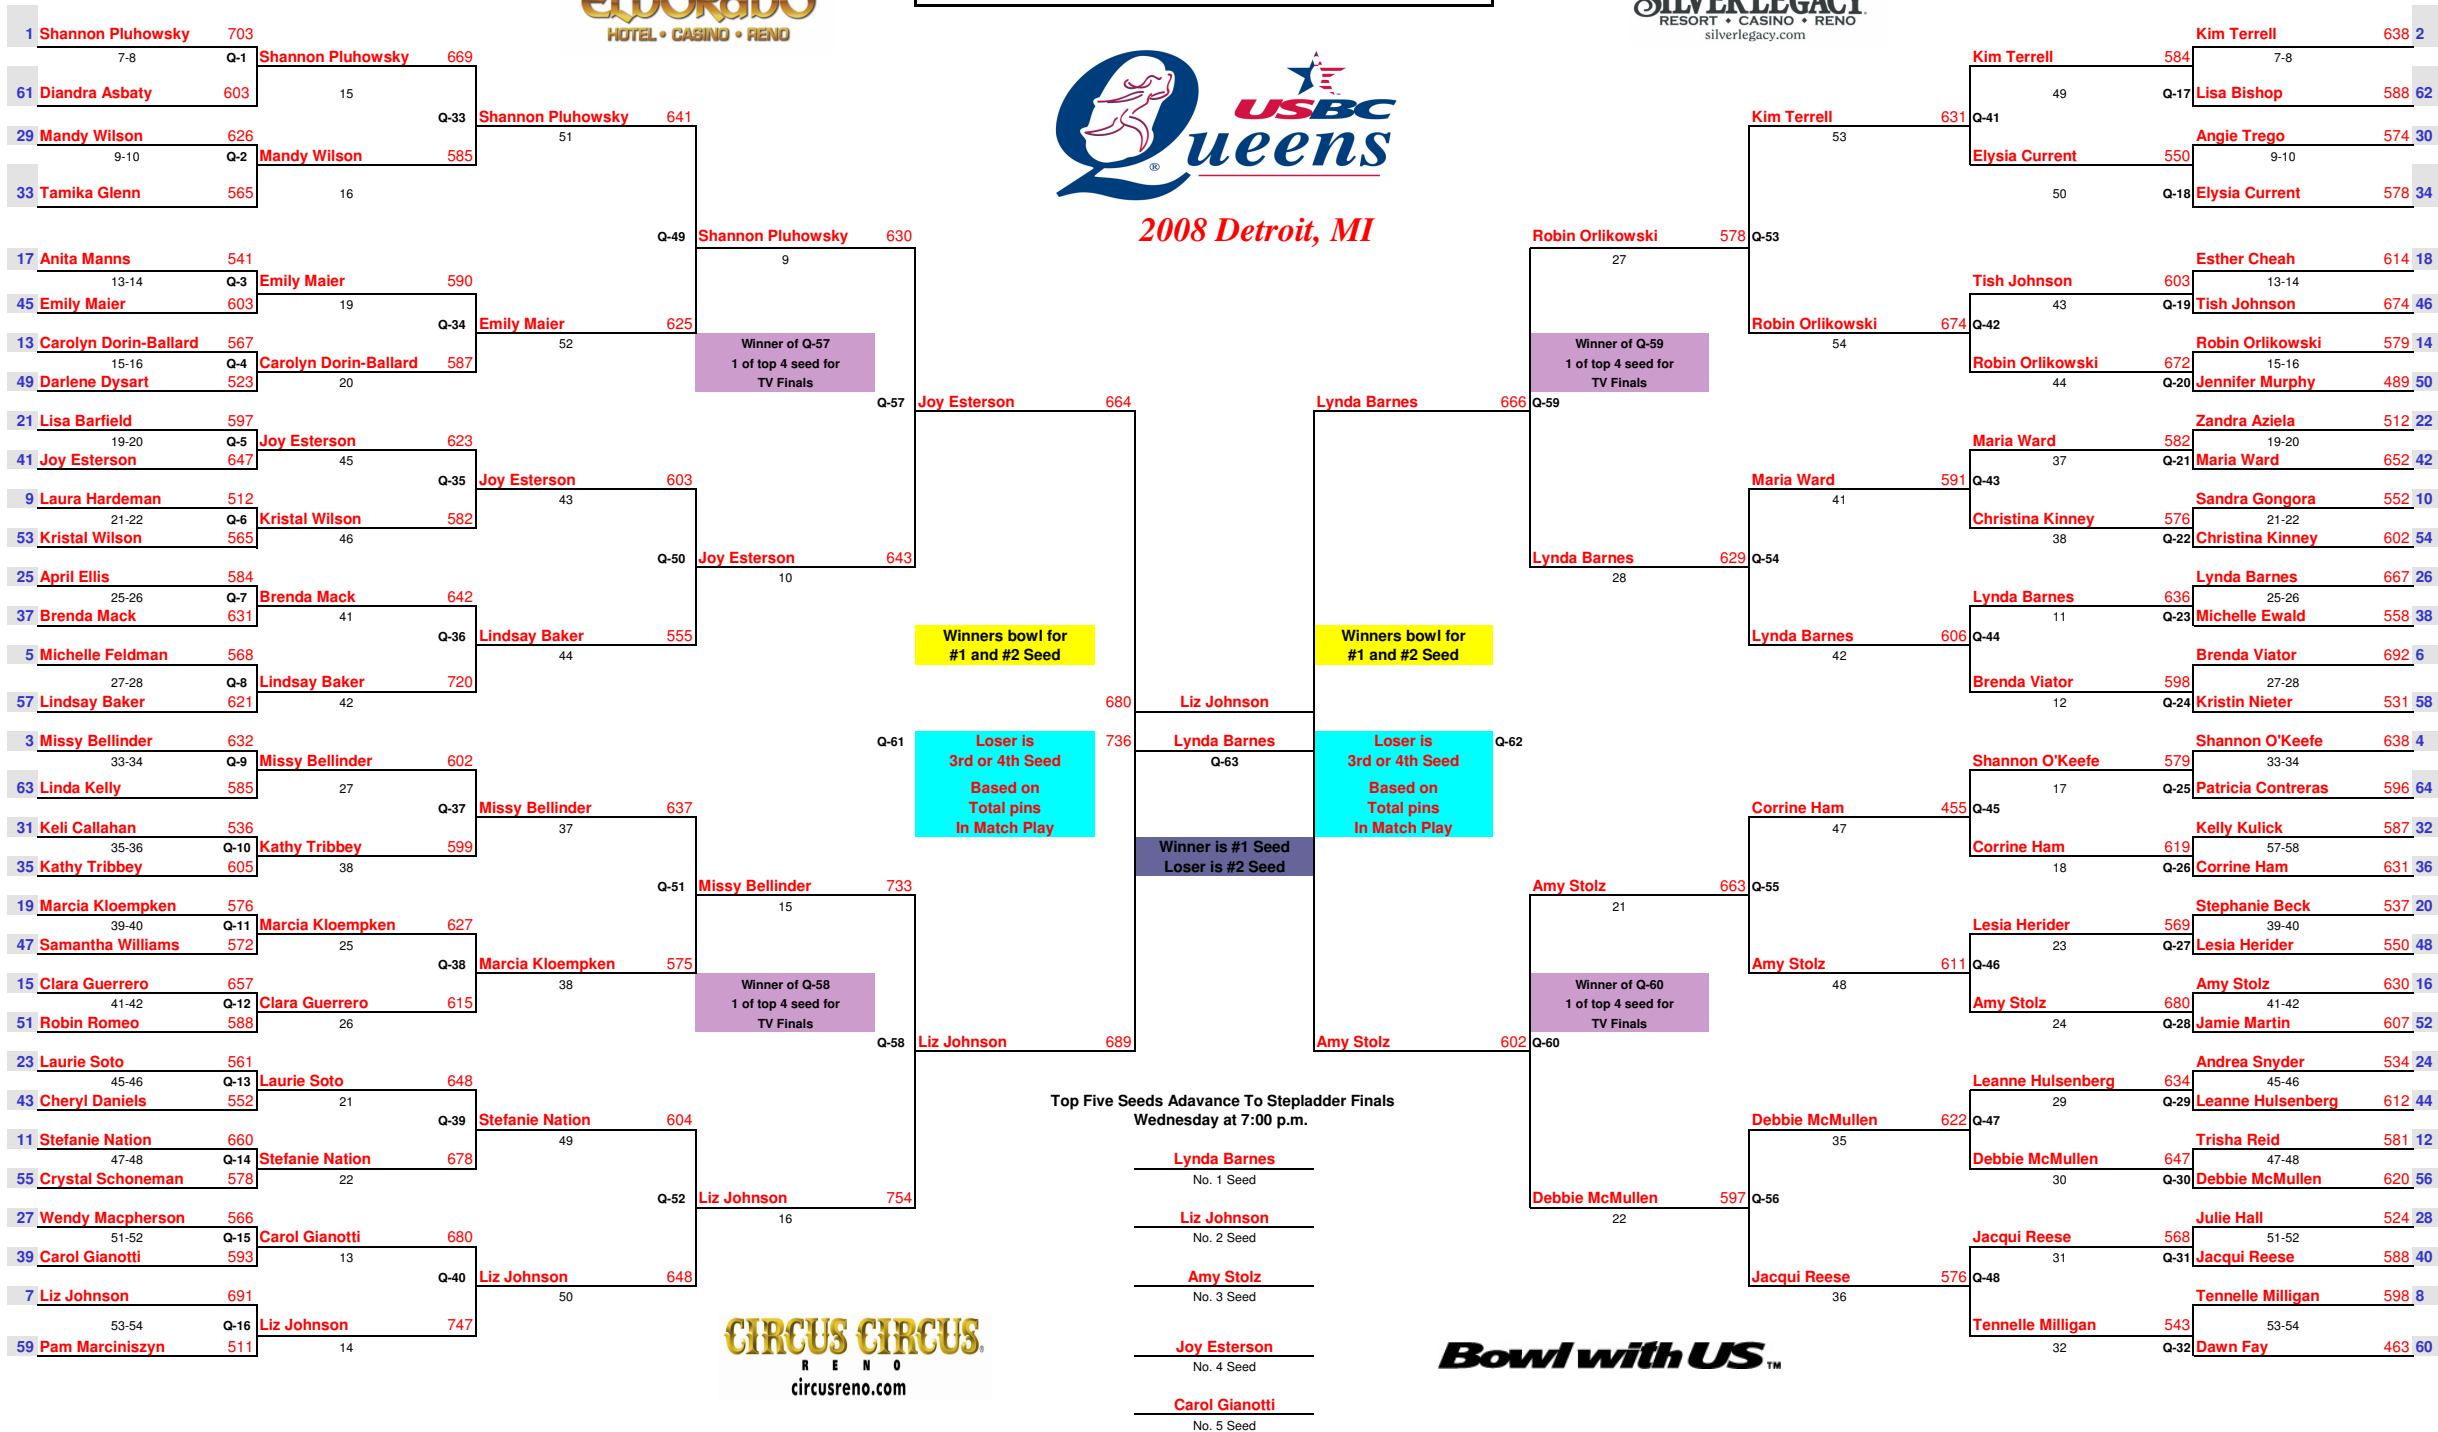 ELDORADO
HOTEL • CASINO • RENO
SILVER LEGACY
RESORT • CASINO • RENO
silverlegacy.com
USBC
Queens
®
2008 Detroit, MI
1 Shannon Pluhowsky 703
7-8 Q-1
61 Diandra Asbaty 603
29 Mandy Wilson 626
9-10 Q-2
33 Tamika Glenn 565
17 Anita Manns 541
13-14 Q-3
45 Emily Maier 603
13 Carolyn Dorin-Ballard 567
15-16 Q-4
49 Darlene Dysart 523
21 Lisa Barfield 597
19-20 Q-5
41 Joy Esterson 647
9 Laura Hardeman 512
21-22 Q-6
53 Kristal Wilson 565
25 April Ellis 584
25-26 Q-7
37 Brenda Mack 631
5 Michelle Feldman 568
27-28 Q-8
57 Lindsay Baker 621
3 Missy Bellinder 632
33-34 Q-9
63 Linda Kelly 585
31 Keli Callahan 536
35-36 Q-10
35 Kathy Tribbey 605
19 Marcia Kloempken 576
39-40 Q-11
47 Samantha Williams 572
15 Clara Guerrero 657
41-42 Q-12
51 Robin Romeo 588
23 Laurie Soto 561
45-46 Q-13
43 Cheryl Daniels 552
11 Stefanie Nation 660
47-48 Q-14
55 Crystal Schoneman 578
27 Wendy Macpherson 566
51-52 Q-15
39 Carol Gianotti 593
7 Liz Johnson 691
53-54 Q-16
59 Pam Marciniszyn 511
Shannon Pluhowsky 669
15
Q-33
Mandy Wilson 585
16
Emily Maier 590
19
Q-34
Carolyn Dorin-Ballard 587
20
Joy Esterson 623
45
Q-35
Kristal Wilson 582
46
Brenda Mack 642
41
Q-36
Lindsay Baker 720
42
Missy Bellinder 602
27
Q-37
Kathy Tribbey 599
38
Marcia Kloempken 627
25
Q-38
Clara Guerrero 615
26
Laurie Soto 648
21
Q-39
Stefanie Nation 678
22
Carol Gianotti 680
13
Q-40
Liz Johnson 747
14
Shannon Pluhowsky 641
51
Q-49
Emily Maier 625
52
Joy Esterson 603
43
Q-50
Lindsay Baker 555
44
Missy Bellinder 637
37
Q-51
Marcia Kloempken 575
38
Stefanie Nation 604
49
Q-52
Liz Johnson 648
50
Shannon Pluhowsky 630
9
Winner of Q-57
1 of top 4 seed for
TV Finals
Q-57
Joy Esterson 643
10
Missy Bellinder 733
15
Winner of Q-58
1 of top 4 seed for
TV Finals
Q-58
Liz Johnson 754
16
Joy Esterson 664
Winners bowl for
#1 and #2 Seed
Q-61
Loser is
3rd or 4th Seed
Based on
Total pins
In Match Play
Liz Johnson 689
680 Liz Johnson
736 Lynda Barnes
Q-63
Winner is #1 Seed
Loser is #2 Seed
Lynda Barnes 666
Winners bowl for
#1 and #2 Seed
Q-62
Loser is
3rd or 4th Seed
Based on
Total pins
In Match Play
Amy Stolz 602
Robin Orlikowski 578
27
Winner of Q-59
1 of top 4 seed for
TV Finals
Q-59
Lynda Barnes 629
28
Amy Stolz 663
21
Winner of Q-60
1 of top 4 seed for
TV Finals
Q-60
Debbie McMullen 597
22
Kim Terrell 631
53
Q-53
Robin Orlikowski 674
54
Maria Ward 591
41
Q-54
Lynda Barnes 606
42
Corrine Ham 455
47
Q-55
Amy Stolz 611
48
Debbie McMullen 622
35
Q-56
Jacqui Reese 576
36
Kim Terrell 584
49
Q-41
Elysia Current 550
50
Tish Johnson 603
43
Q-42
Robin Orlikowski 672
44
Maria Ward 582
37
Q-43
Christina Kinney 576
38
Lynda Barnes 636
11
Q-44
Brenda Viator 598
12
Shannon O'Keefe 579
17
Q-45
Corrine Ham 619
18
Lesia Herider 569
23
Q-46
Amy Stolz 680
24
Leanne Hulsenberg 634
29
Q-47
Debbie McMullen 647
30
Jacqui Reese 568
31
Q-48
Tennelle Milligan 543
32
Kim Terrell 638 2
7-8
Q-17 Lisa Bishop 588 62
Angie Trego 574 30
9-10
Q-18 Elysia Current 578 34
Esther Cheah 614 18
13-14
Q-19 Tish Johnson 674 46
Robin Orlikowski 579 14
15-16
Q-20 Jennifer Murphy 489 50
Zandra Aziela 512 22
19-20
Q-21 Maria Ward 652 42
Sandra Gongora 552 10
21-22
Q-22 Christina Kinney 602 54
Lynda Barnes 667 26
25-26
Q-23 Michelle Ewald 558 38
Brenda Viator 692 6
27-28
Q-24 Kristin Nieter 531 58
Shannon O'Keefe 638 4
33-34
Q-25 Patricia Contreras 596 64
Kelly Kulick 587 32
57-58
Q-26 Corrine Ham 631 36
Stephanie Beck 537 20
39-40
Q-27 Lesia Herider 550 48
Amy Stolz 630 16
41-42
Q-28 Jamie Martin 607 52
Andrea Snyder 534 24
45-46
Q-29 Leanne Hulsenberg 612 44
Trisha Reid 581 12
47-48
Q-30 Debbie McMullen 620 56
Julie Hall 524 28
51-52
Q-31 Jacqui Reese 588 40
Tennelle Milligan 598 8
53-54
Q-32 Dawn Fay 463 60
Top Five Seeds Adavance To Stepladder Finals
Wednesday at 7:00 p.m.
Lynda Barnes
No. 1 Seed
Liz Johnson
No. 2 Seed
Amy Stolz
No. 3 Seed
Joy Esterson
No. 4 Seed
Carol Gianotti
No. 5 Seed
CIRCUS CIRCUS®
RENO
circusreno.com
Bowl with US™